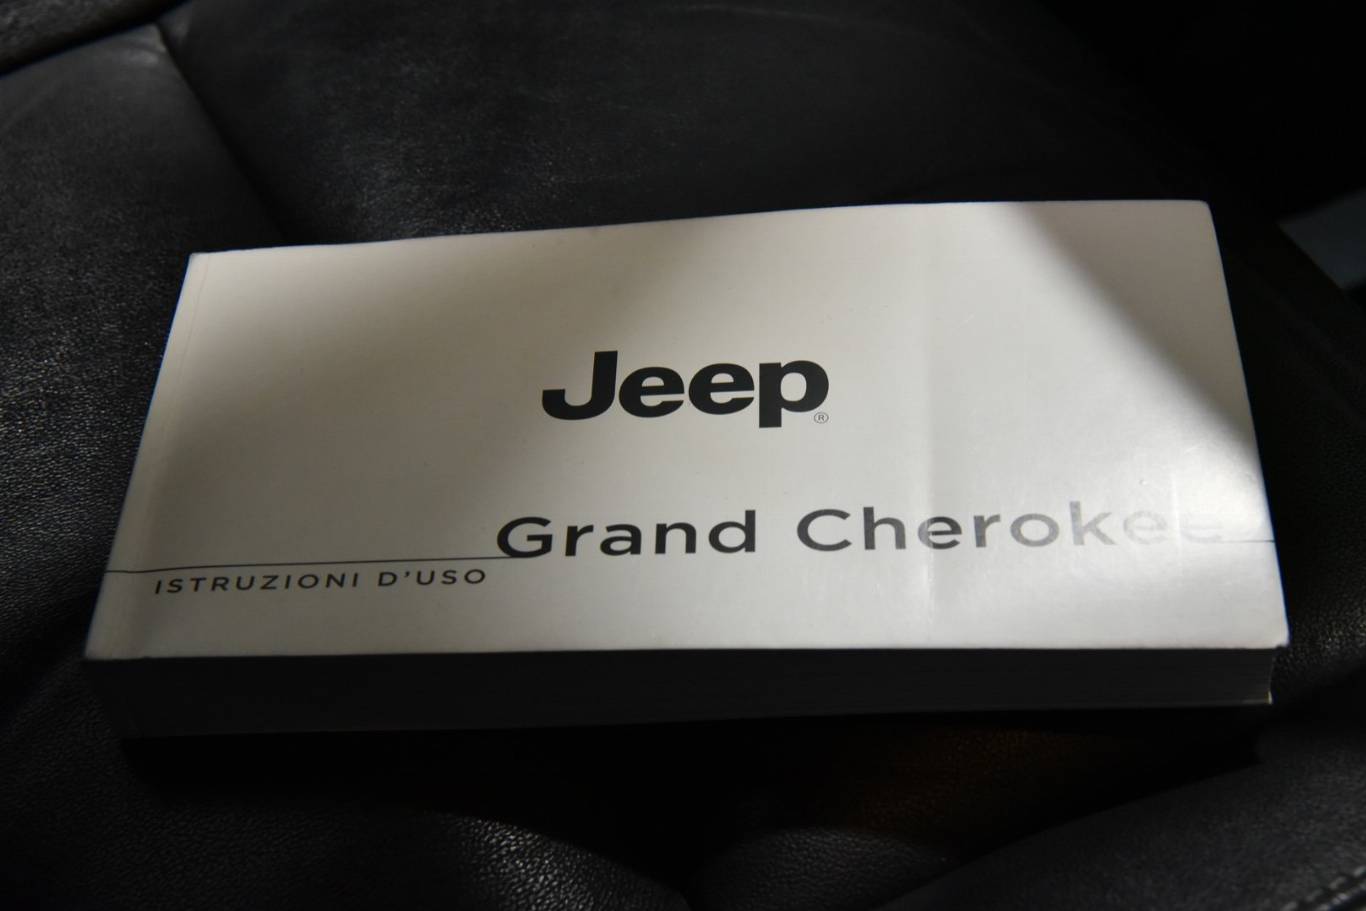 Jeep®
Grand Cherokee
ISTRUZIONI D'USO